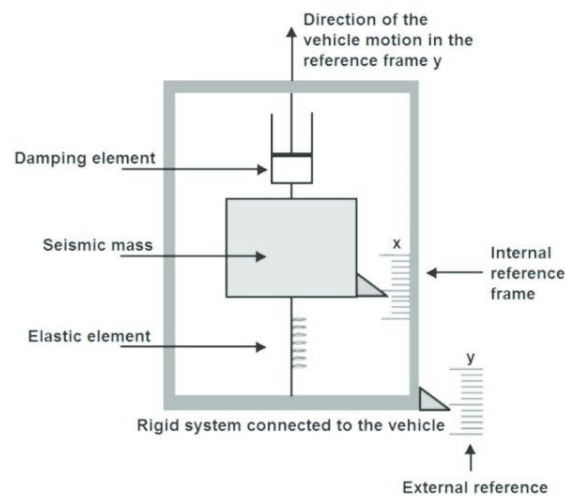 Direction of the
vehicle motion in the
reference frame y
Damping element
Seismic mass
x
Internal
reference
frame
Elastic element
y
Rigid system connected to the vehicle
External reference